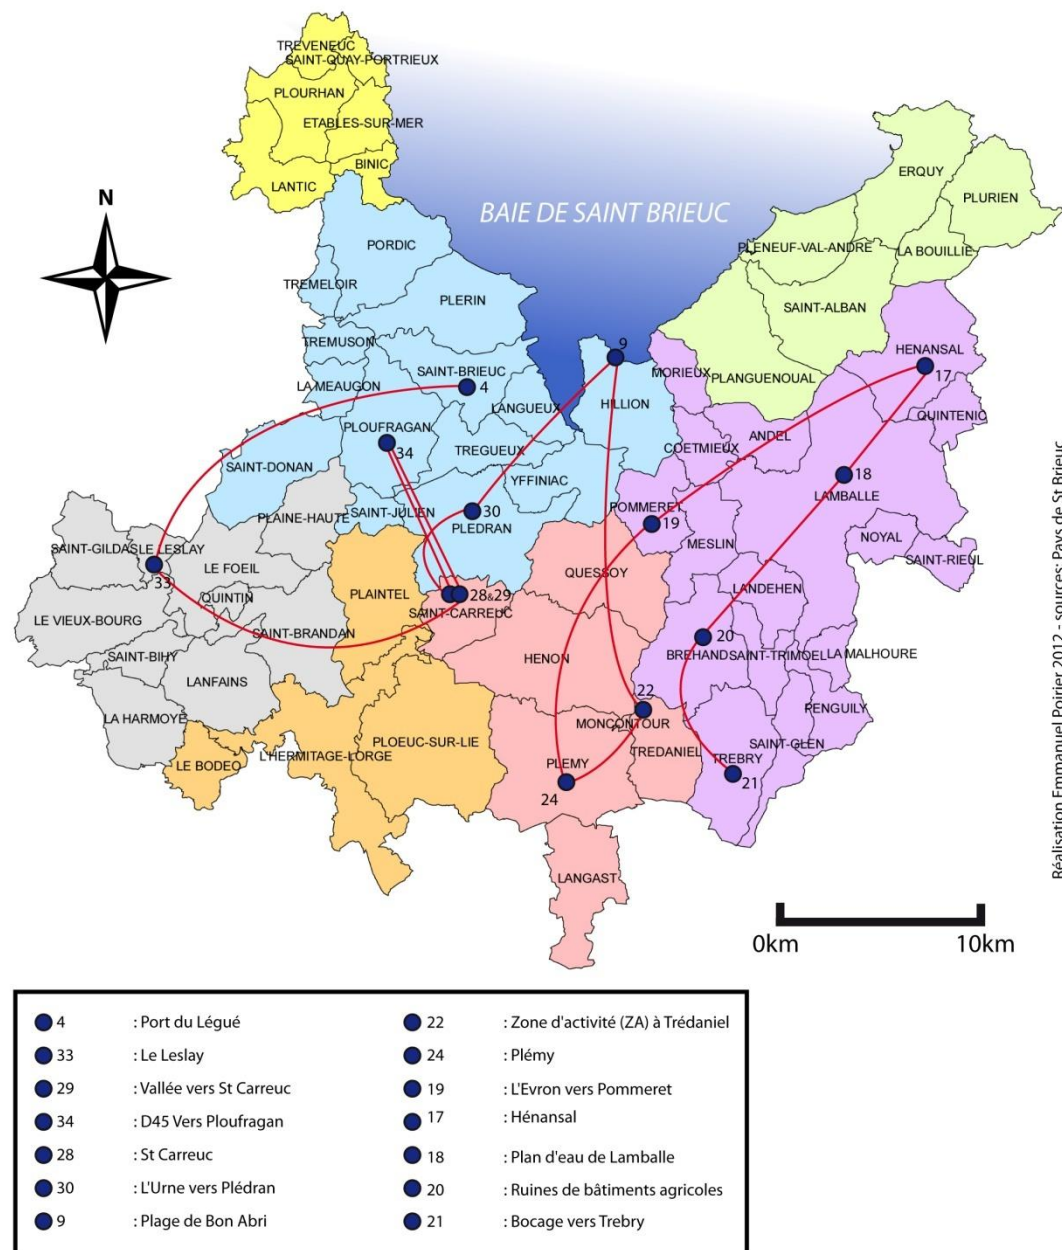 TREVENEUC
SAINT-QUAY-PORTRIEUX
PLOURHAN
ETABLES-SUR-MER
BINIC
LANTIC
ERQUY
PLURIEN
N
BAIE DE SAINT BRIEUC
PORDIC
PLENEUF-VAL-ANDRE
LA BOUILLIE
TREMELOIR
PLERIN
SAINT-ALBAN
TREMUSON
9
HENANSAL
SAINT-BRIEUC
MORIEUX
17
LA MEAUGON
4
PLANGUENOUAL
LANGUEUX
HILLION
QUINTENIC
PLOUFRAGAN
34
TREGUEUX
COETMIEUX
ANDEL
SAINT-DONAN
YFFINIAC
18
LAMBALLE
PLAINE-HAUTE
SAINT-JULIEN
30
PLEDRAN
POMMERET
19
SAINT-GILDAS
LE LESLAY
MESLIN
NOYAL
SAINT-RIEUL
33
LE FOEIL
QUESSOY
PLAINTEL
LANDEHEN
QUINTIN
28&29
SAINT-CARREUC
LE VIEUX-BOURG
SAINT-BRANDAN
20
SAINT-BIHY
HENON
BREHAND
SAINT-TRIMOEL
LA MALHOURE
LANFAINS
22
PENGUILY
LA HARMOYE
MONCONTOUR
PLOEUC-SUR-LIE
SAINT-GLEN
L'HERMITAGE-LORGE
TREDANIEL
TREBRY
LE BODEO
PLEMY
21
24
LANGAST
0km
10km
Réalisation Emmanuel Poirier 2012 - sources: Pays de St Brieuc
4 : Port du Légué
33 : Le Leslay
29 : Vallée vers St Carreuc
34 : D45 Vers Ploufragan
28 : St Carreuc
30 : L'Urne vers Plédran
9 : Plage de Bon Abri
22 : Zone d'activité (ZA) à Trédaniel
24 : Plémy
19 : L'Evron vers Pommeret
17 : Hénansal
18 : Plan d'eau de Lamballe
20 : Ruines de bâtiments agricoles
21 : Bocage vers Trebry